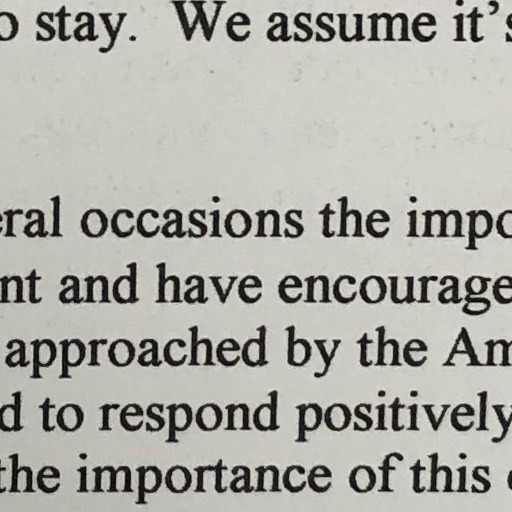 o stay. We assume it's
eral occasions the impo
nt and have encourage
approached by the Am
d to respond positively
the importance of this